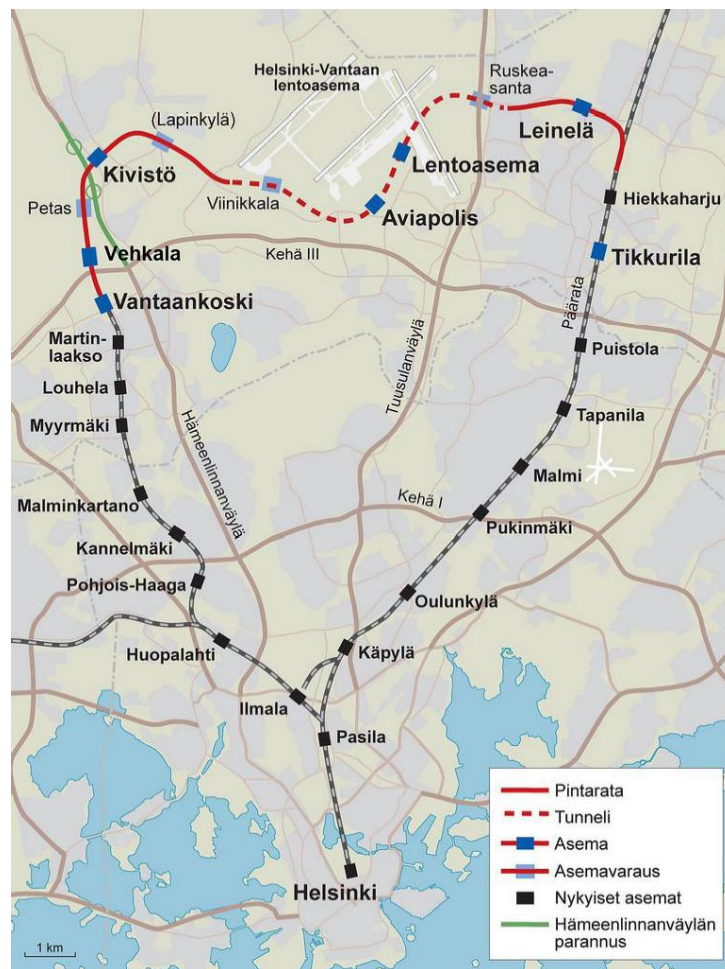 Helsinki-Vantaan
lentoasema
Ruskea-
santa
(Lapinkylä)
Leinelä
Kivistö
Lentoasema
Viinikkala
Hiekkaharju
Petas
Aviapolis
Vehkala
Kehä III
Tikkurila
Vantaankoski
Päärata
Martin-
laakso
Puistola
Louhela
Tuusulanväylä
Tapanila
Myyrmäki
Hämeenlinnanväylä
Malmi
Malminkartano
Kehä I
Pukinmäki
Kannelmäki
Pohjois-Haaga
Oulunkylä
Huopalahti
Käpylä
Ilmala
Pasila
Helsinki
Pintarata
Tunneli
Asema
Asemavaraus
Nykyiset asemat
Hämeenlinnanväylän
parannus
1 km